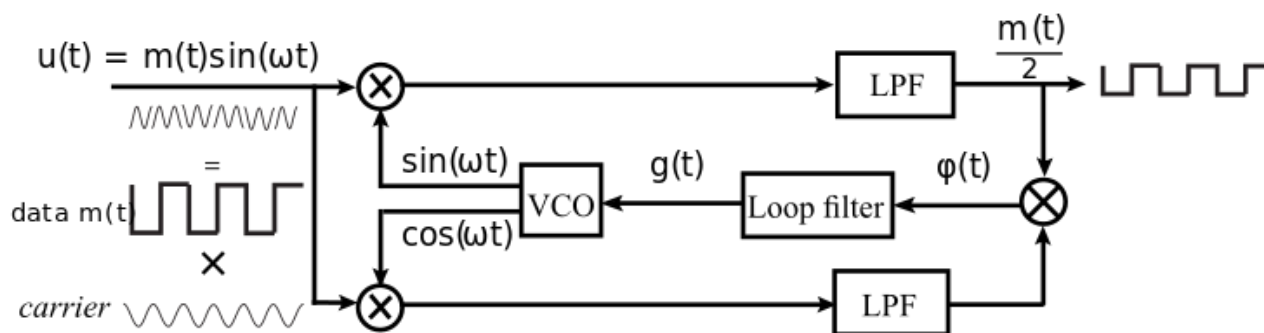 u(t) = m(t)sin(ωt)
m(t)
2
LPF
=
sin(ωt)
g(t)
φ(t)
data m(t)
VCO
Loop filter
cos(ωt)
×
carrier
LPF